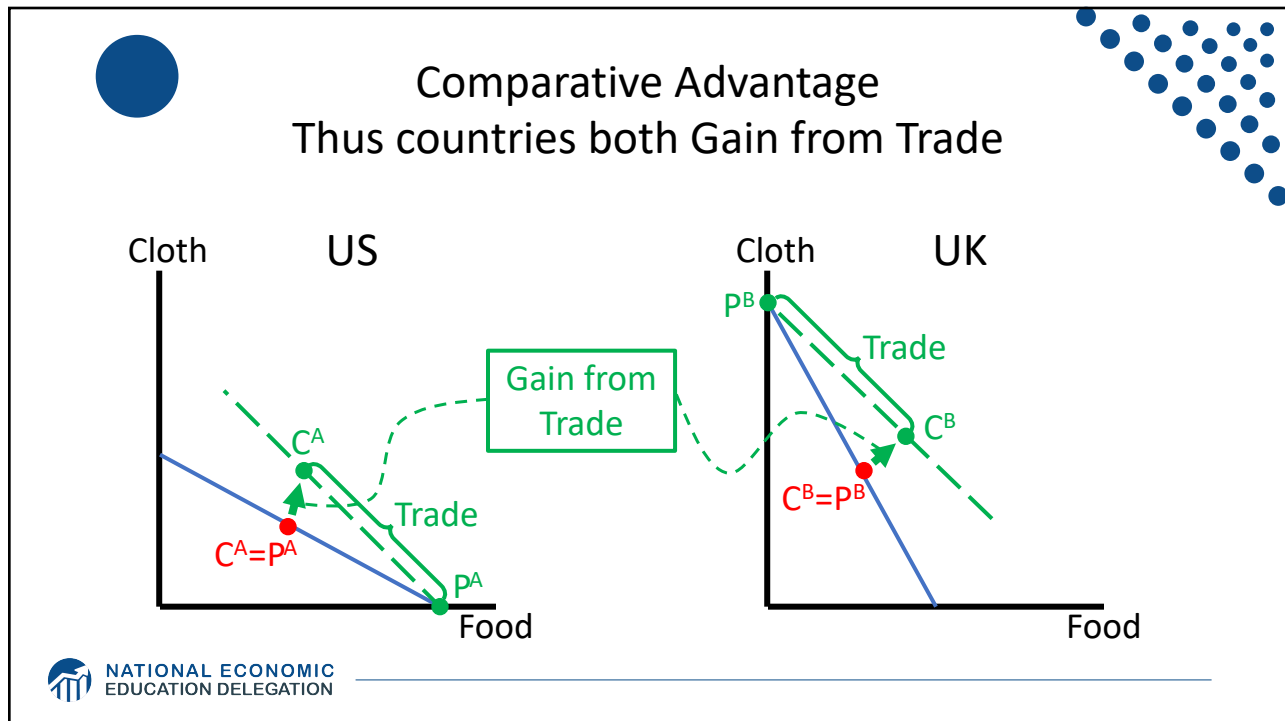 Comparative Advantage
Thus countries both Gain from Trade
Cloth
US
C^A
Trade
C^A=P^A
P^A
Food
Gain from
Trade
Cloth
UK
P^B
Trade
C^B
C^B=P^B
Food
NATIONAL ECONOMIC
EDUCATION DELEGATION